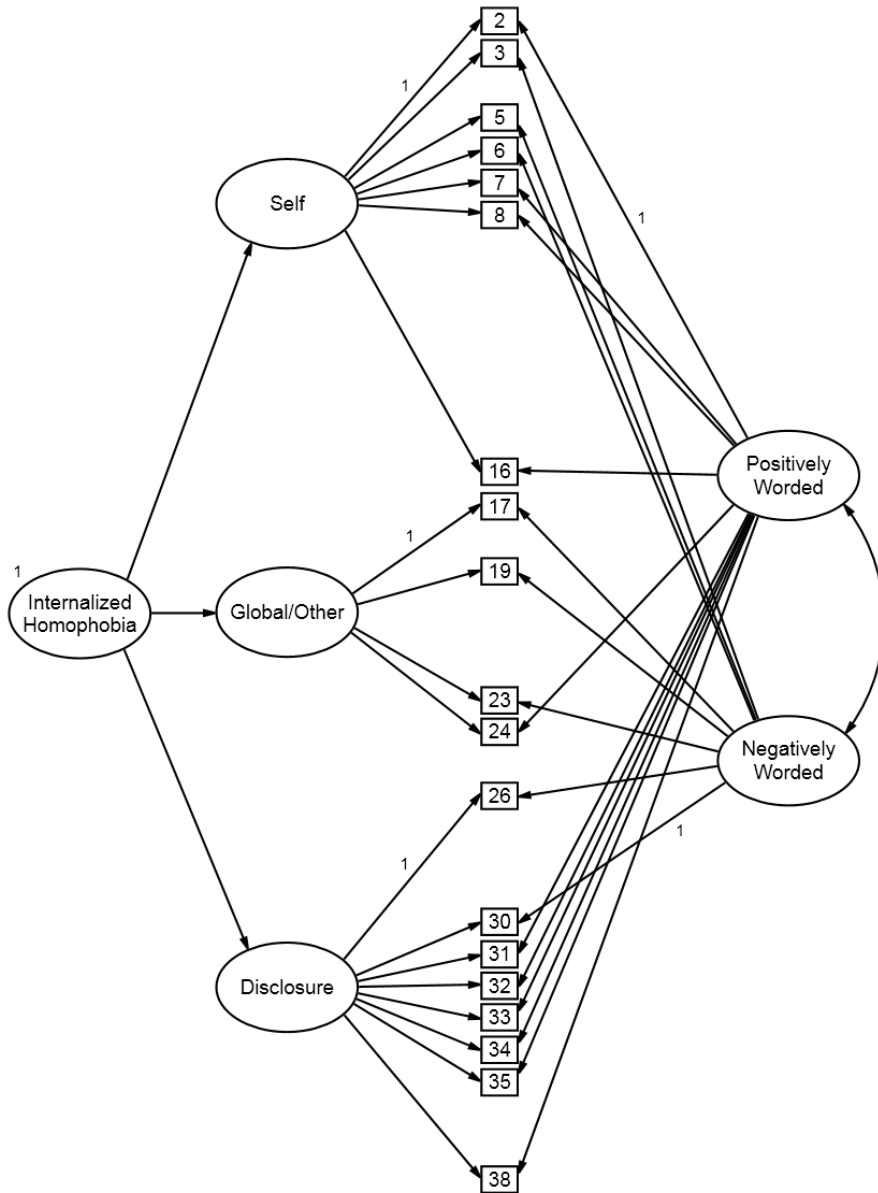 2
3
1
5
6
7
8
Self
1
16
Positively
Worded
17
1
19
1
Internalized
Homophobia
Global/Other
23
24
Negatively
Worded
26
1
1
30
31
32
Disclosure
33
34
35
38